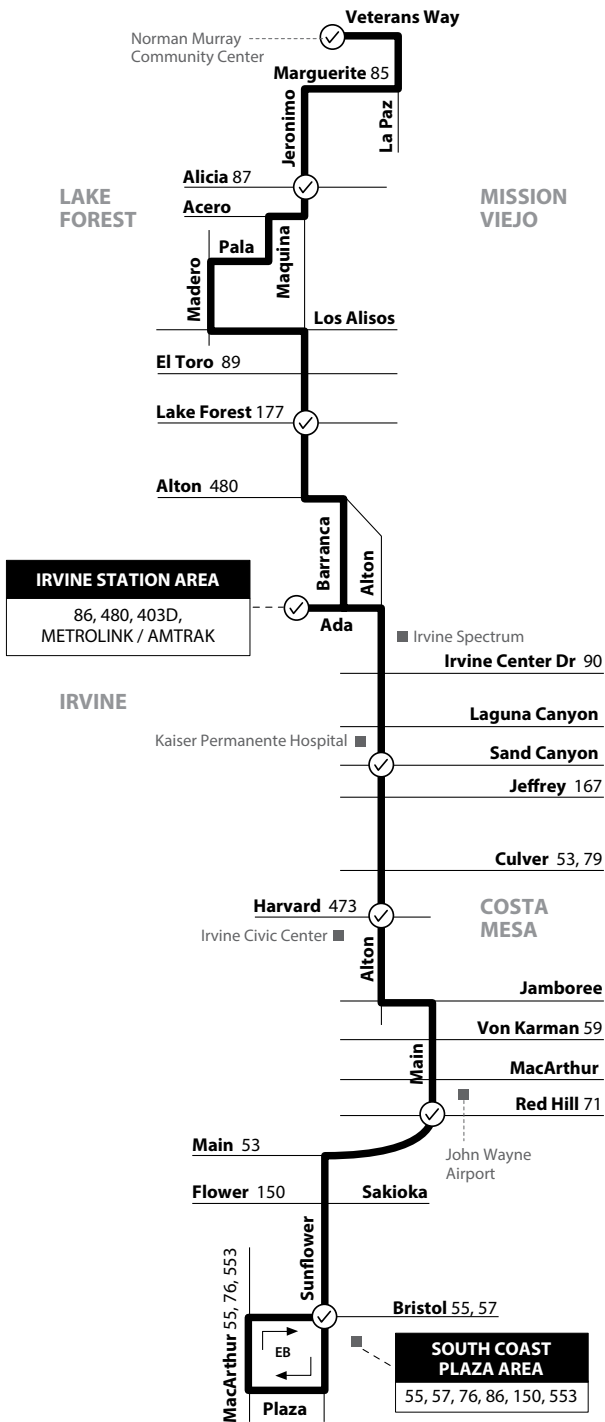 Veterans Way
Norman Murray
Community Center
Marguerite 85
Jeronimo
La Paz
Alicia 87
LAKE
FOREST
MISSION
VIEJO
Acero
Pala
Maquina
Madero
Los Alisos
El Toro 89
Lake Forest 177
Alton 480
Barranca
Alton
IRVINE STATION AREA
86, 480, 403D,
METROLINK / AMTRAK
Ada
Irvine Spectrum
Irvine Center Dr 90
IRVINE
Laguna Canyon
Kaiser Permanente Hospital
Sand Canyon
Jeffrey 167
Culver 53, 79
Harvard 473
COSTA
MESA
Irvine Civic Center
Alton
Jamboree
Von Karman 59
Main
MacArthur
Red Hill 71
Main 53
John Wayne
Airport
Flower 150
Sakioka
Sunflower
MacArthur 55, 76, 553
Bristol 55, 57
EB
SOUTH COAST
PLAZA AREA
55, 57, 76, 86, 150, 553
Plaza